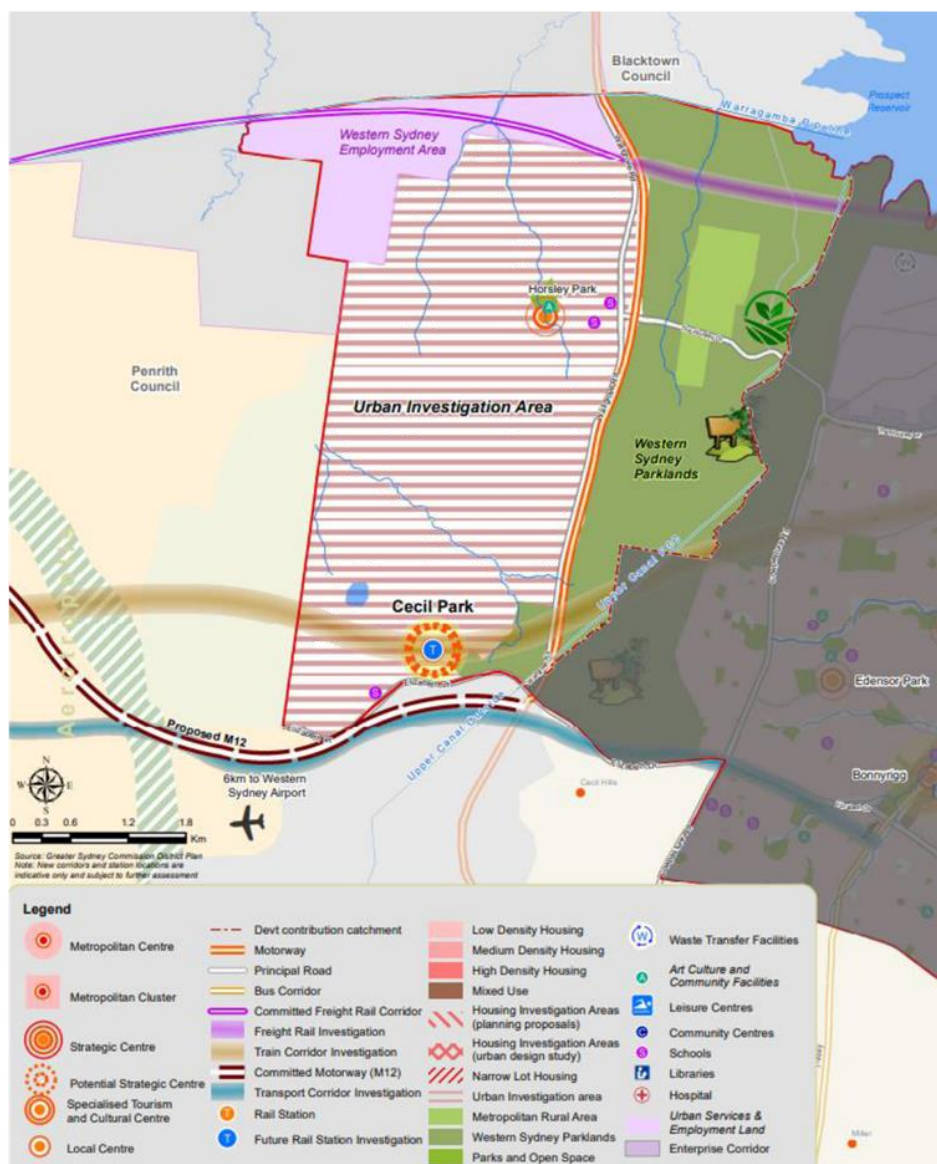 Blacktown
Council
Prospect
Reservoir
Warragamba Pipeline
Western Sydney
Employment Area
Horsley Park
A
S
S
W
Penrith
Council
Urban Investigation Area
Western
Sydney
Parklands
Upper Canal Pipe
Aerotropolis
Cecil Park
T
S
Elizabeth Dr
Edensor Park
Proposed M12
Upper Canal Pipeline
6km to Western
Sydney Airport
Cecil Hills
Bonnyrigg
N
W
E
S
0 0.3 0.6 1.2 1.8
Km
Source: Greater Sydney Commission District Plan
Note: New corridors and station locations are
indicative only and subject to further assessment
Legend
Metropolitan Centre
Metropolitan Cluster
Strategic Centre
Potential Strategic Centre
Specialised Tourism
and Cultural Centre
Local Centre
Devt contribution catchment
Motorway
Principal Road
Bus Corridor
Committed Freight Rail Corridor
Freight Rail Investigation
Train Corridor Investigation
Committed Motorway (M12)
Transport Corridor Investigation
T Rail Station
T Future Rail Station Investigation
Low Density Housing
Medium Density Housing
High Density Housing
Mixed Use
Housing Investigation Areas
(planning proposals)
Housing Investigation Areas
(urban design study)
Narrow Lot Housing
Urban Investigation area
Metropolitan Rural Area
Western Sydney Parklands
Parks and Open Space
W Waste Transfer Facilities
A Art Culture and
Community Facilities
Leisure Centres
C Community Centres
S Schools
Libraries
Hospital
Urban Services &
Employment Land
Enterprise Corridor
Miller